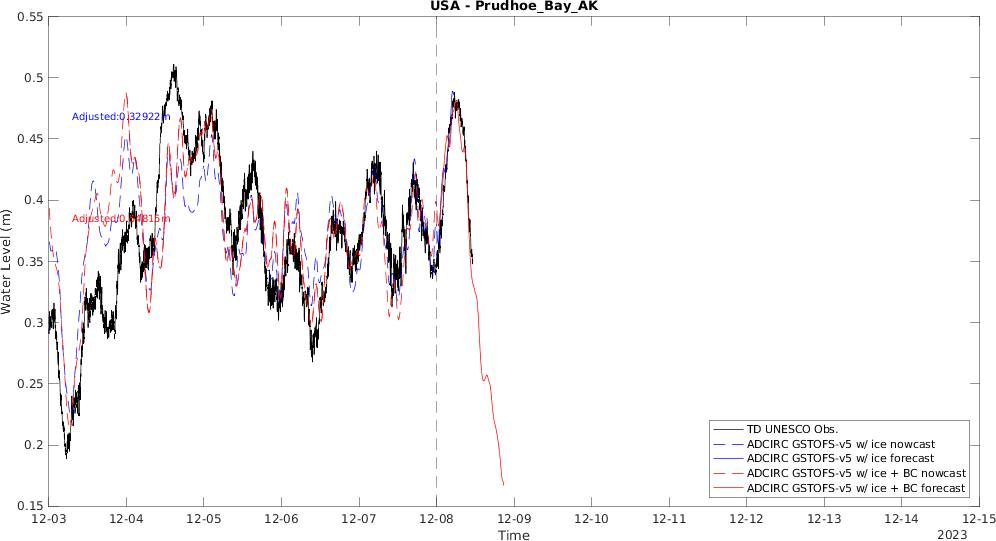 USA - Prudhoe_Bay_AK
0.55
0.5
0.45
0.4
0.35
0.3
0.25
0.2
0.15
Water Level (m)
Adjusted:0.32922m
12-03
12-04
12-05
12-06
12-07
12-08
12-09
12-10
12-11
12-12
12-13
12-14
12-15
Time
2023
TD UNESCO Obs.
ADCIRC GSTOFS-v5 w/ ice nowcast
ADCIRC GSTOFS-v5 w/ ice forecast
ADCIRC GSTOFS-v5 w/ ice + BC nowcast
ADCIRC GSTOFS-v5 w/ ice + BC forecast